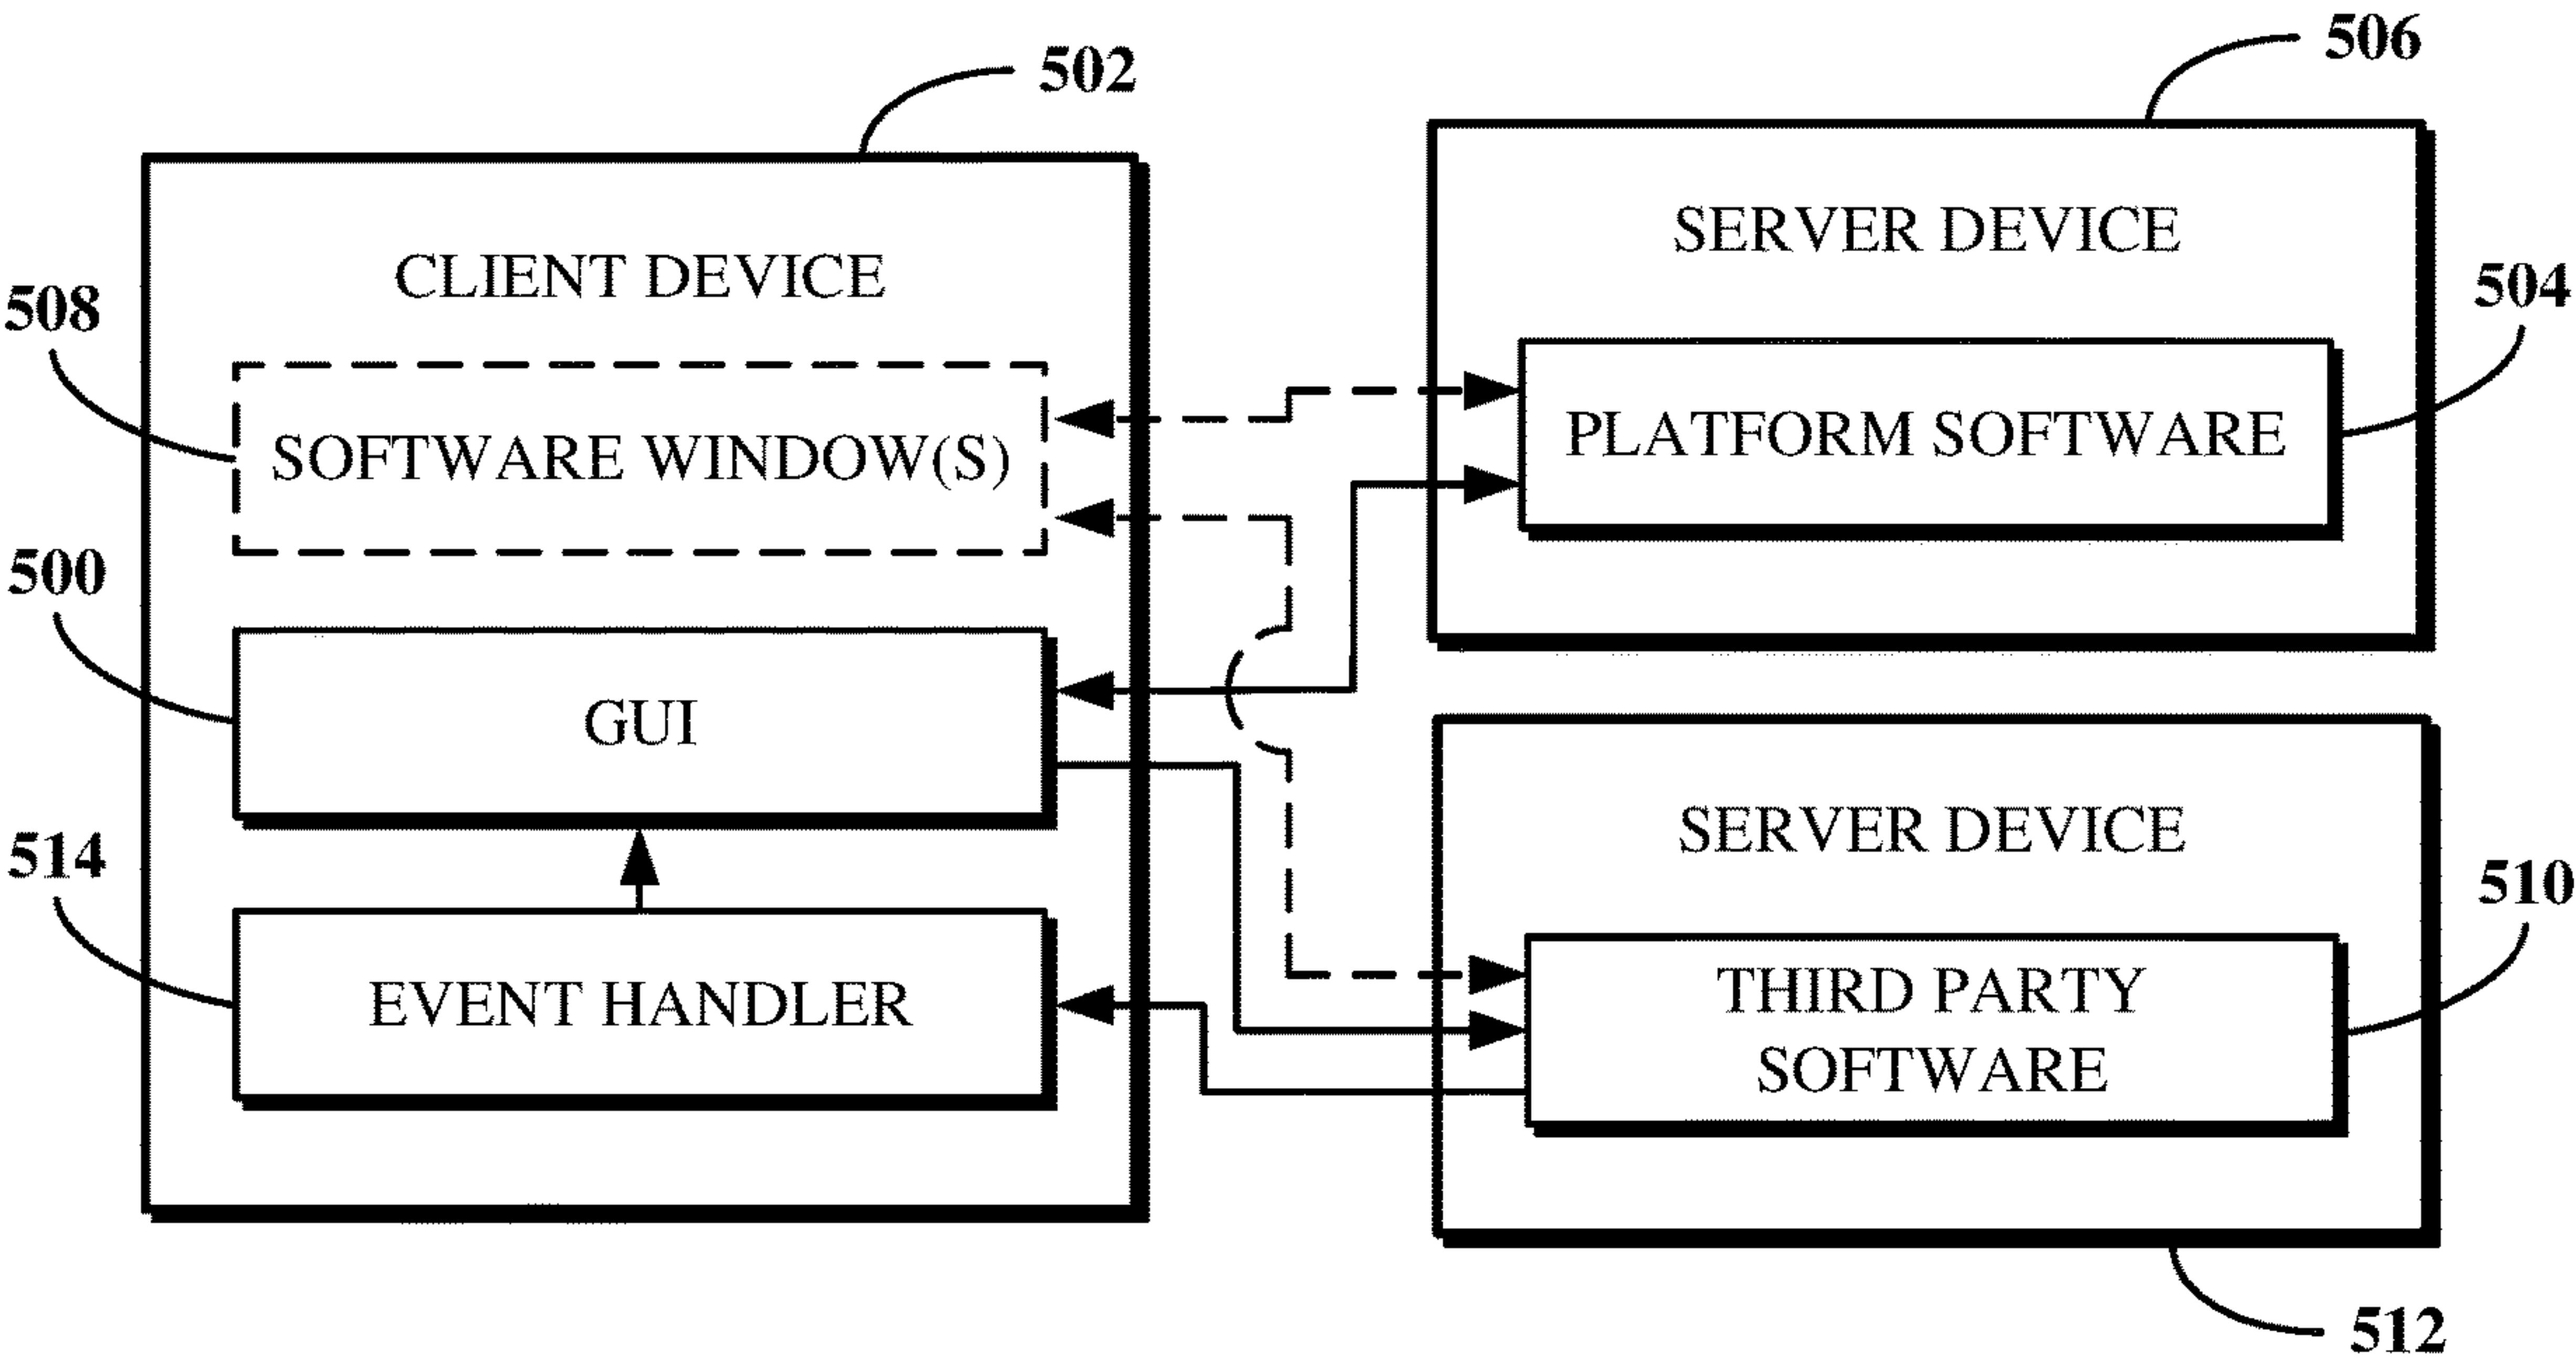 502
506
CLIENT DEVICE
SERVER DEVICE
508
504
SOFTWARE WINDOW(S)
PLATFORM SOFTWARE
500
GUI
514
SERVER DEVICE
510
EVENT HANDLER
THIRD PARTY
SOFTWARE
512